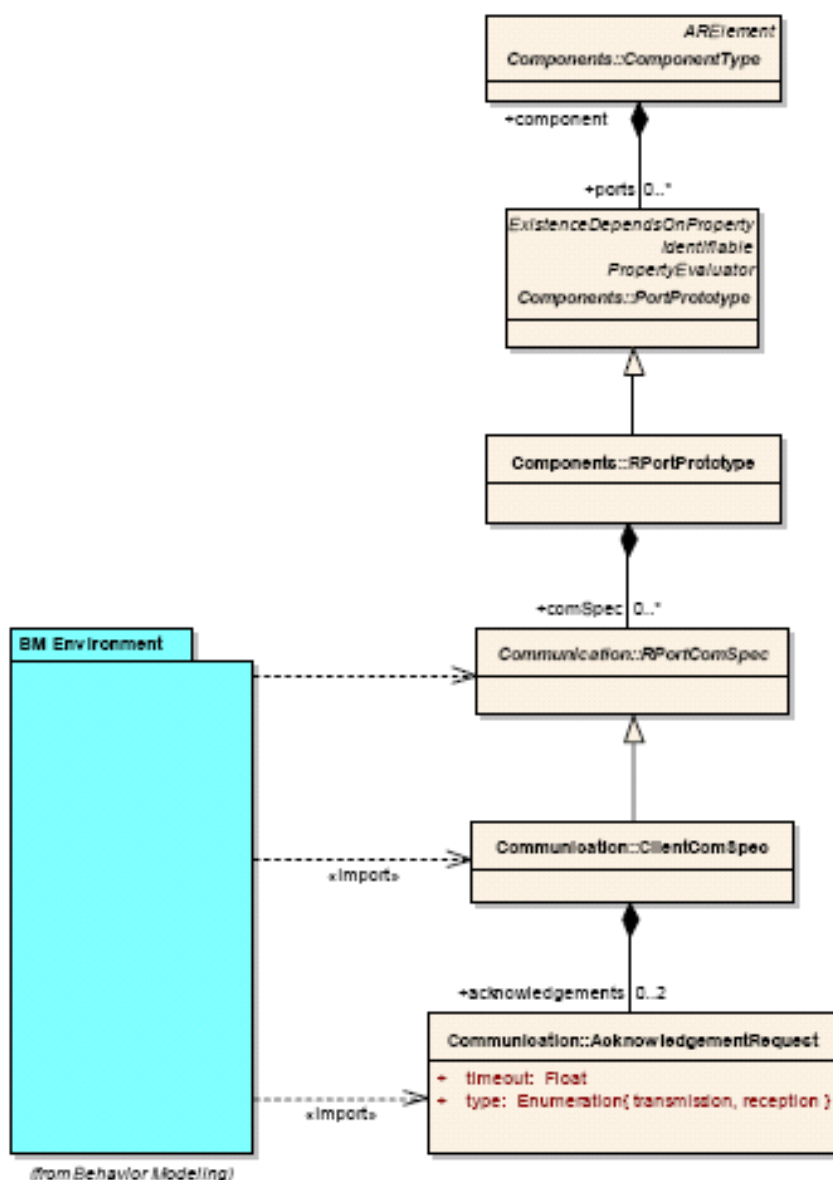 ARElement
Components::ComponentType
+component
+ports 0..*
ExistenceDependsOnProperty
Identifiable
PropertyEvaluator
Components::PortPrototype
Components::RPortPrototype
+comSpec 0..*
BM Environment
Communication::RPortComSpec
Communication::ClientComSpec
«import»
+acknowledgements 0..2
Communication::AcknowledgementRequest
+ timeout: Float
+ type: Enumeration{ transmission, reception }
«import»
(from Behavior Modeling)